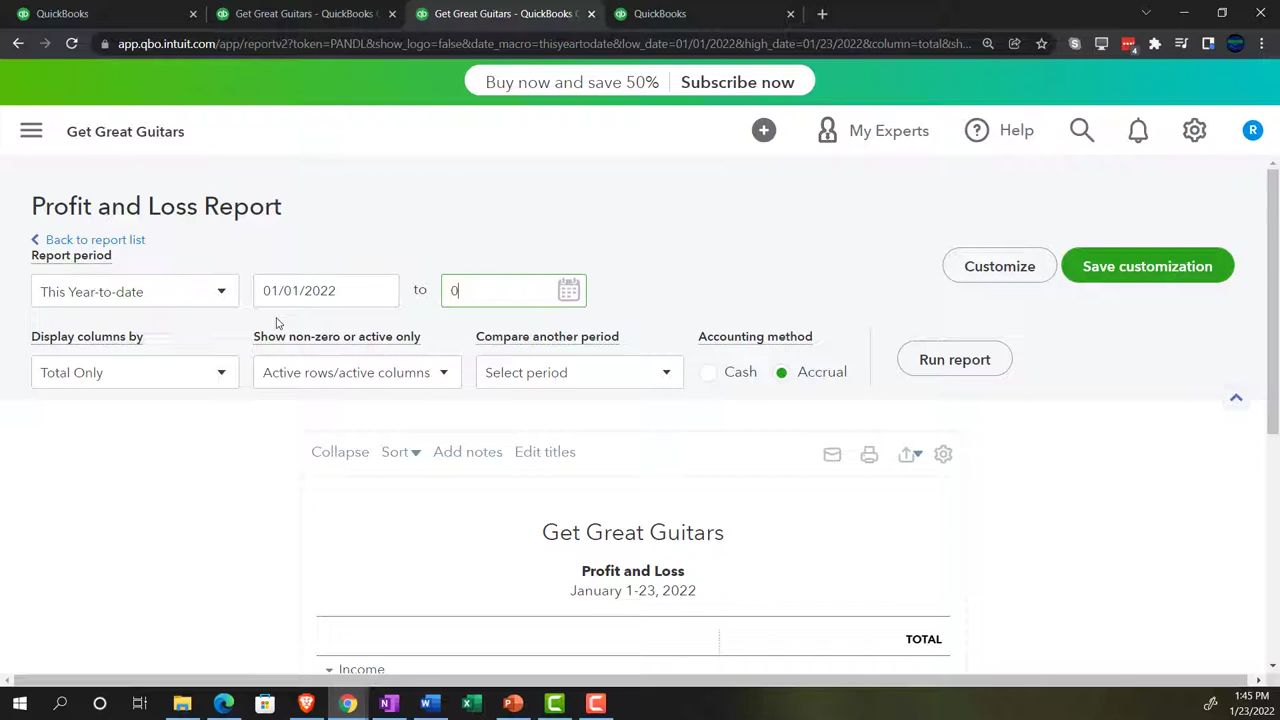 QuickBooks
Get Great Guitars - QuickBooks
Get Great Guitars - QuickBooks
QuickBooks
app.qbo.intuit.com/app/reportv2?token=PANDL&show_logo=false&date_macro=thisyeartodate&low_date=01/01/2022&high_date=01/23/2022&column=total&sh...
4
Buy now and save 50% Subscribe now
Get Great Guitars
My Experts
Help
R
Profit and Loss Report
Back to report list
Report period
This Year-to-date
01/01/2022
to
0
Display columns by
Show non-zero or active only
Compare another period
Accounting method
Total Only
Active rows/active columns
Select period
Cash
Accrual
Run report
Customize
Save customization
Collapse
Sort
Add notes
Edit titles
Get Great Guitars
Profit and Loss
January 1-23, 2022
TOTAL
Income
1:45 PM
1/23/2022